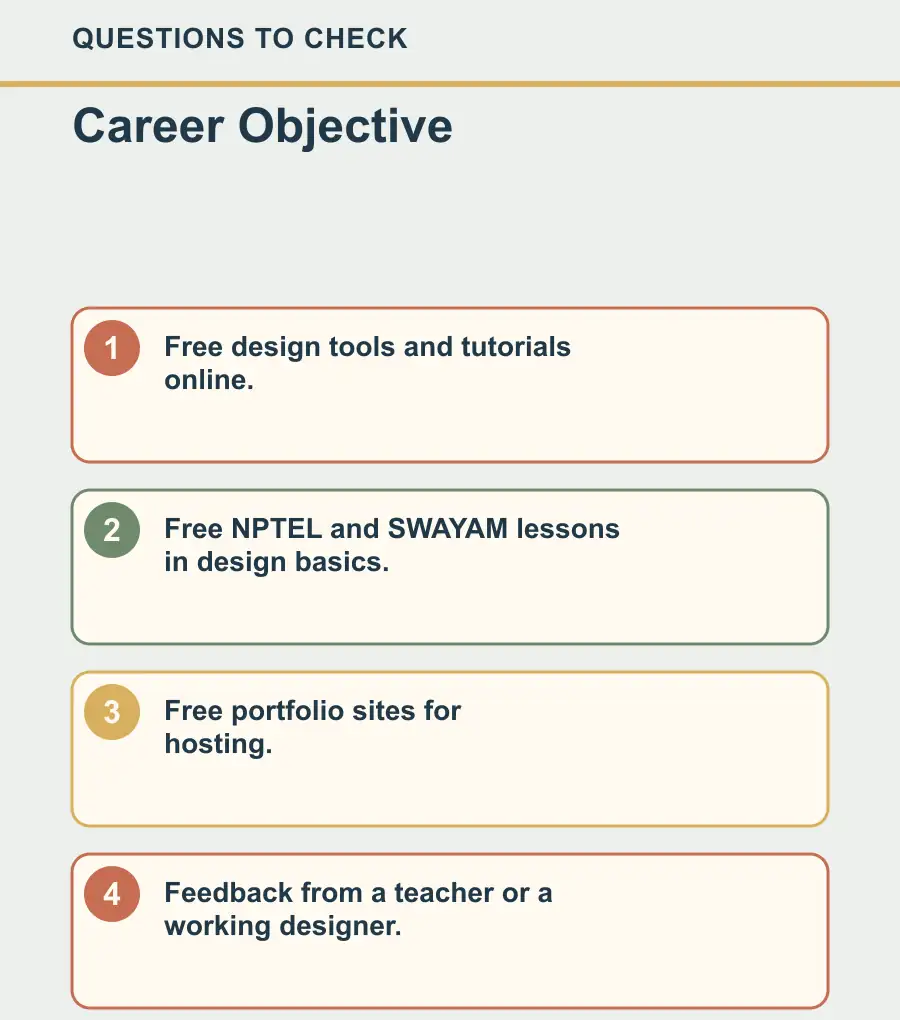 QUESTIONS TO CHECK
Career Objective
1
Free design tools and tutorials
online.
2
Free NPTEL and SWAYAM lessons
in design basics.
3
Free portfolio sites for
hosting.
4
Feedback from a teacher or a
working designer.